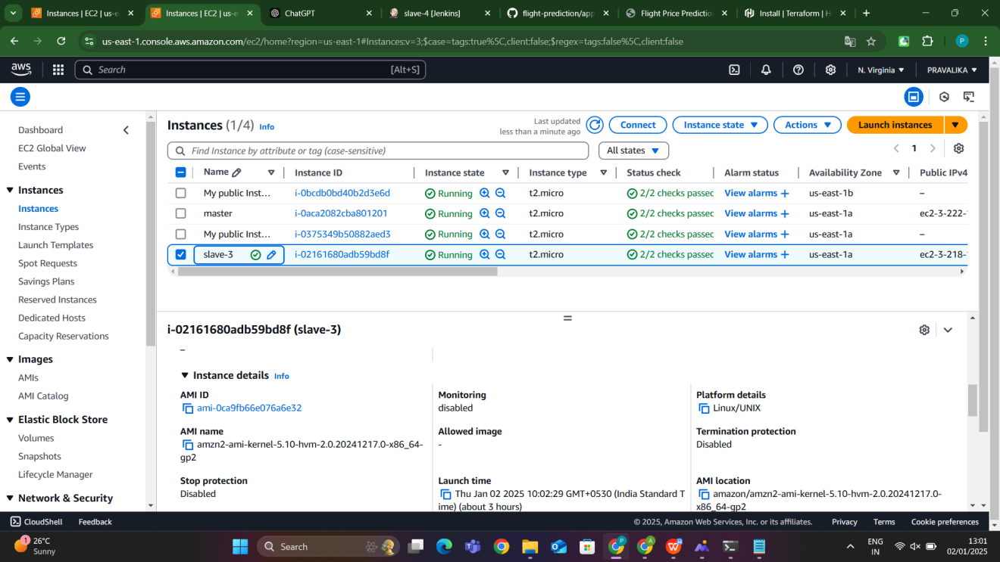 Instances | EC2 | us-e
Instances | EC2 | us-e
ChatGPT
slave-4 [Jenkins]
flight-prediction/app
Flight Price Predictio
Install | Terraform | H
us-east-1.console.aws.amazon.com/ec2/home?region=us-east-1#Instances:v=3;$case=tags:true%5C,client:false;$regex=tags:false%5C,client:false
P
aws
Search
[Alt+S]
N. Virginia
PRAVALIKA
Dashboard
EC2 Global View
Events
Instances
Instances
Instance Types
Launch Templates
Spot Requests
Savings Plans
Reserved Instances
Dedicated Hosts
Capacity Reservations
Images
AMIs
AMI Catalog
Elastic Block Store
Volumes
Snapshots
Lifecycle Manager
Network & Security
Instances (1/4) Info
Last updated
less than a minute ago
Connect
Instance state
Actions
Launch instances
Find Instance by attribute or tag (case-sensitive)
All states
1
Name Instance ID Instance state Instance type Status check Alarm status Availability Zone Public IPv4
My public Inst... i-0bcdb0bd40b2d3e6d Running t2.micro 2/2 checks passed View alarms + us-east-1b –
master i-0aca2082cba801201 Running t2.micro 2/2 checks passed View alarms + us-east-1a ec2-3-222-
My public Inst... i-0375349b50882aed3 Running t2.micro 2/2 checks passed View alarms + us-east-1a –
slave-3 i-02161680adb59bd8f Running t2.micro 2/2 checks passed View alarms + us-east-1a ec2-3-218-
i-02161680adb59bd8f (slave-3)
–
Instance details Info
AMI ID
ami-0ca9fb66e076a6e32
Monitoring
disabled
Platform details
Linux/UNIX
AMI name
amzn2-ami-kernel-5.10-hvm-2.0.20241217.0-x86_64-
gp2
Allowed image
-
Termination protection
Disabled
Stop protection
Disabled
Launch time
Thu Jan 02 2025 10:02:29 GMT+0530 (India Standard T
ime) (about 3 hours)
AMI location
amazon/amzn2-ami-kernel-5.10-hvm-2.0.20241217.0-
x86_64-gp2
CloudShell
Feedback
© 2025, Amazon Web Services, Inc. or its affiliates.
Privacy
Terms
Cookie preferences
1
26°C
Sunny
Search
P
A
ENG
IN
13:01
02/01/2025